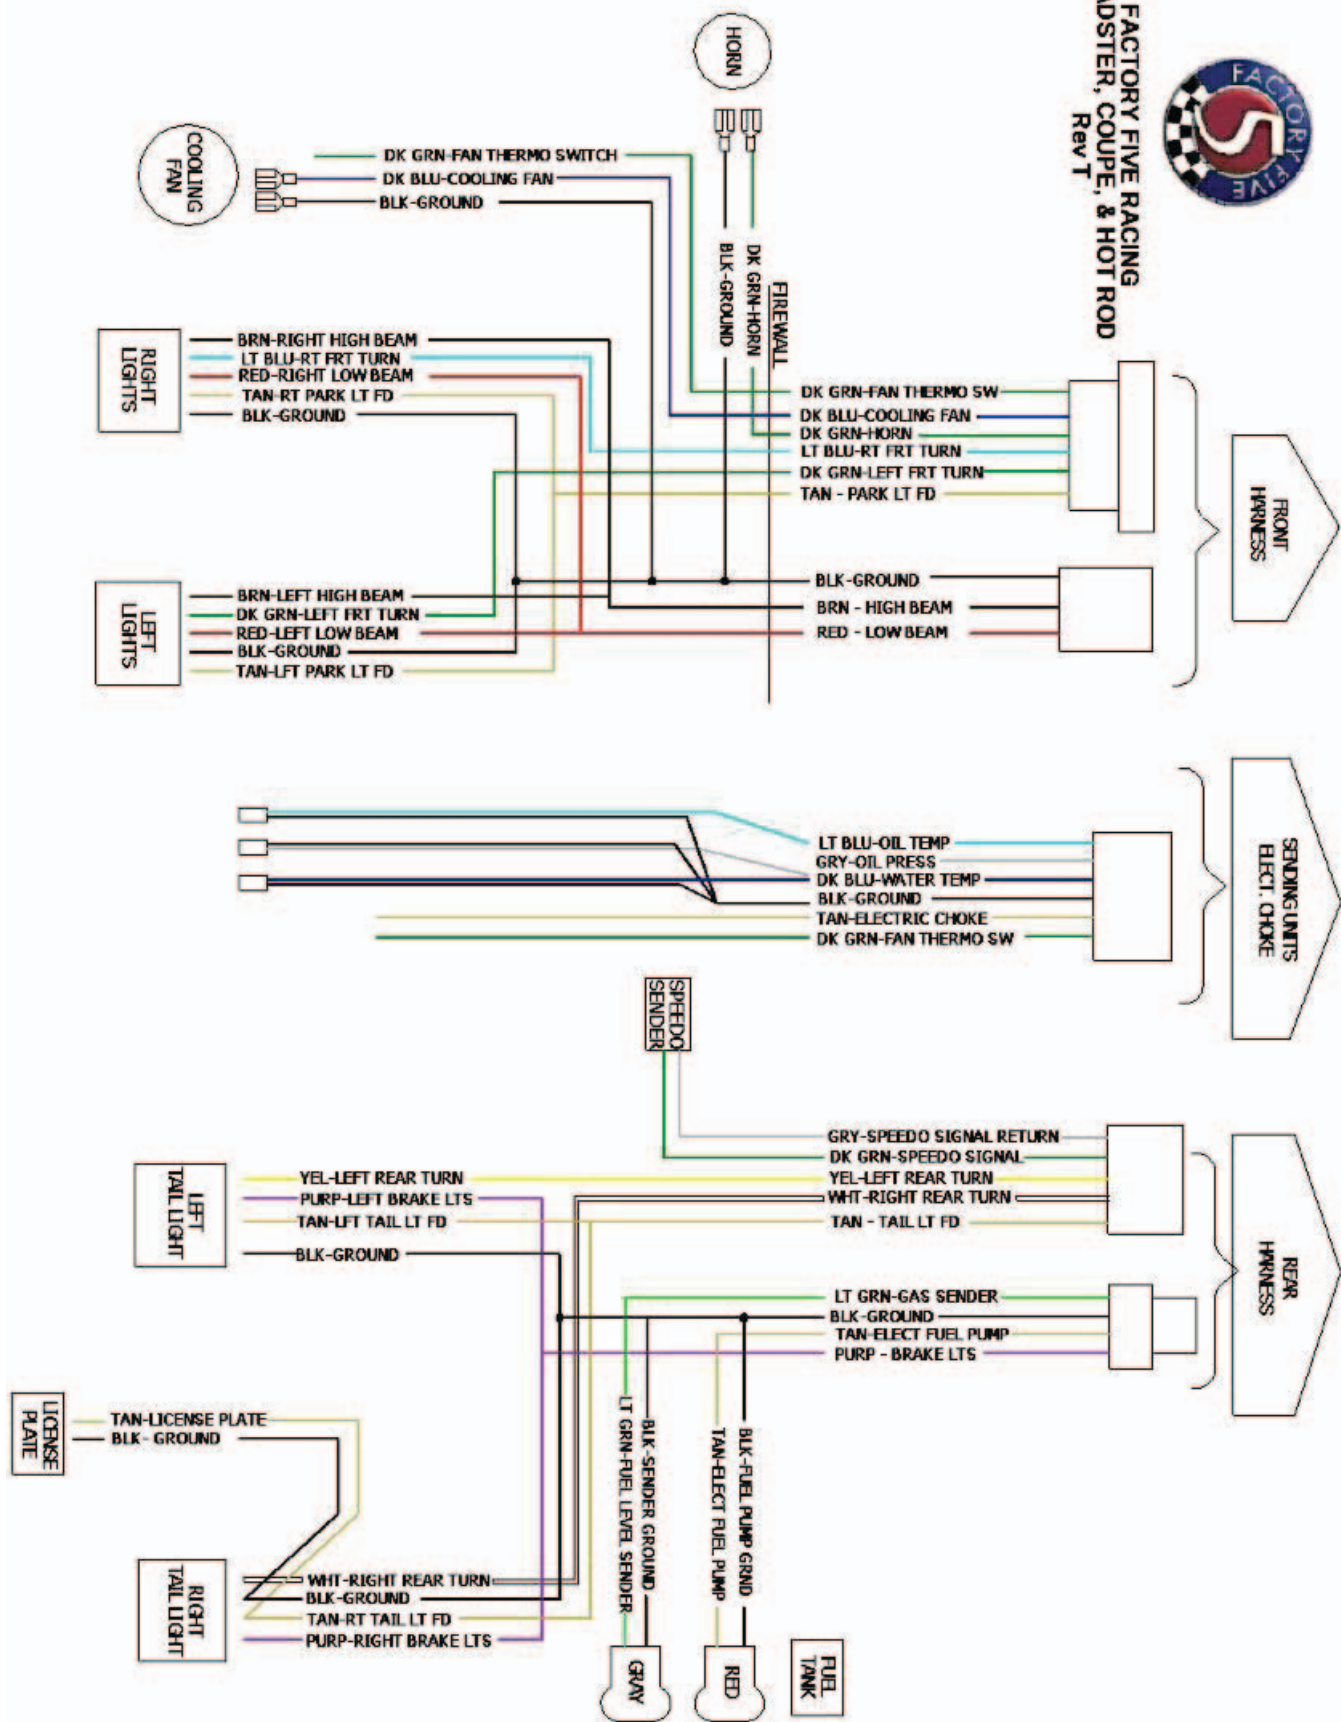 FACTORY FIVE
5
FACTORY FIVE RACING
ADSTER, COUPE, & HOT ROD
Rev T
HORN
COOLING
FAN
DK GRN-FAN THERMO SWITCH
DK BLU-COOLING FAN
BLK-GROUND
DK GRN-HORN
BLK-GROUND
FIREWALL
RIGHT
LIGHTS
BRN-RIGHT HIGH BEAM
LT BLU-RT FRT TURN
RED-RIGHT LOW BEAM
TAN-RT PARK LT FD
BLK-GROUND
DK GRN-FAN THERMO SW
DK BLU-COOLING FAN
DK GRN-HORN
LT BLU-RT FRT TURN
DK GRN-LEFT FRT TURN
TAN - PARK LT FD
FRONT
HARNESS
LEFT
LIGHTS
BRN-LEFT HIGH BEAM
DK GRN-LEFT FRT TURN
RED-LEFT LOW BEAM
BLK-GROUND
TAN-LFT PARK LT FD
BLK-GROUND
BRN - HIGH BEAM
RED - LOW BEAM
LT BLU-OIL TEMP
GRY-OIL PRESS
DK BLU-WATER TEMP
BLK-GROUND
TAN-ELECTRIC CHOKE
DK GRN-FAN THERMO SW
SENDING UNITS
ELECT. CHOKE
SPEEDO
SENDER
GRY-SPEEDO SIGNAL RETURN
DK GRN-SPEEDO SIGNAL
YEL-LEFT REAR TURN
WHT-RIGHT REAR TURN
TAN - TAIL LT FD
LEFT
TAIL LIGHT
YEL-LEFT REAR TURN
PURP-LEFT BRAKE LTS
TAN-LFT TAIL LT FD
BLK-GROUND
REAR
HARNESS
LT GRN-GAS SENDER
BLK-GROUND
TAN-ELECT FUEL PUMP
PURP - BRAKE LTS
LICENSE
PLATE
TAN-LICENSE PLATE
BLK- GROUND
BLK-FUEL PUMP GRND
TAN-ELECT FUEL PUMP
BLK-SENDER GROUND
LT GRN-FUEL LEVEL SENDER
RIGHT
TAIL LIGHT
WHT-RIGHT REAR TURN
BLK-GROUND
TAN-RT TAIL LT FD
PURP-RIGHT BRAKE LTS
GRAY
RED
FUEL
TANK